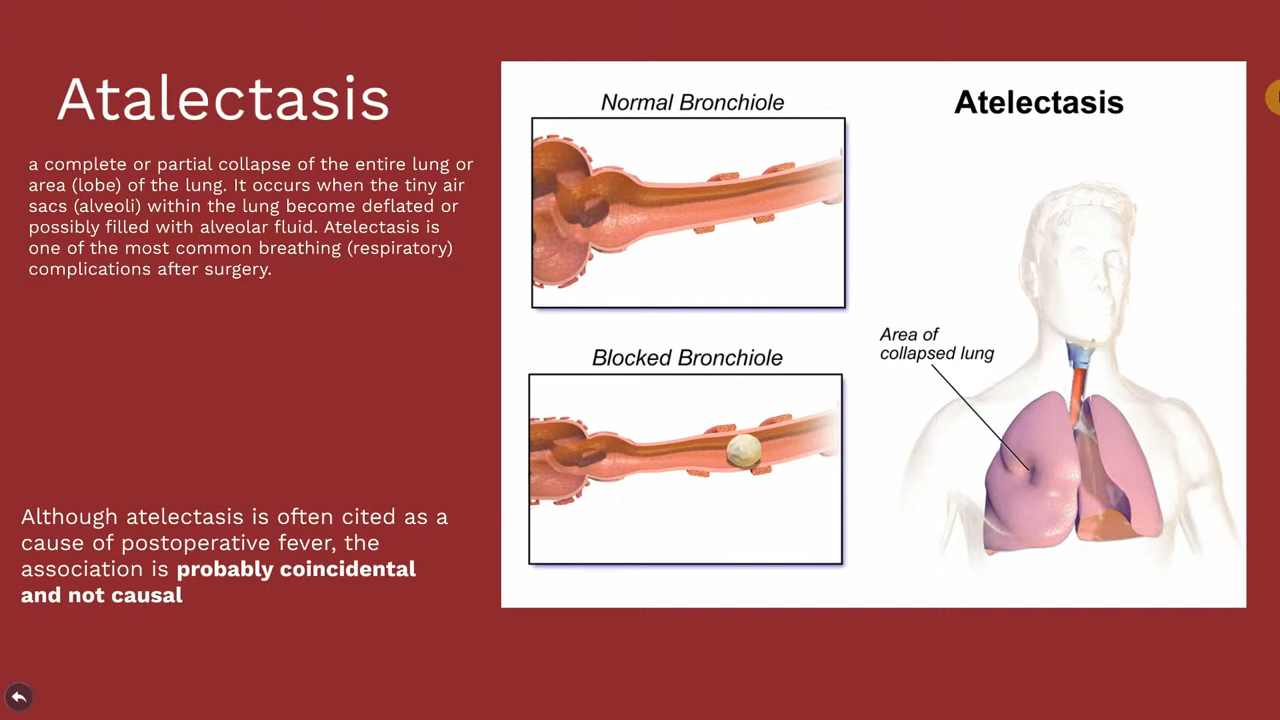 Atalectasis
a complete or partial collapse of the entire lung or
area (lobe) of the lung. It occurs when the tiny air
sacs (alveoli) within the lung become deflated or
possibly filled with alveolar fluid. Atelectasis is
one of the most common breathing (respiratory)
complications after surgery.
Although atelectasis is often cited as a
cause of postoperative fever, the
association is probably coincidental
and not causal
Normal Bronchiole
Blocked Bronchiole
Atelectasis
Area of
collapsed lung